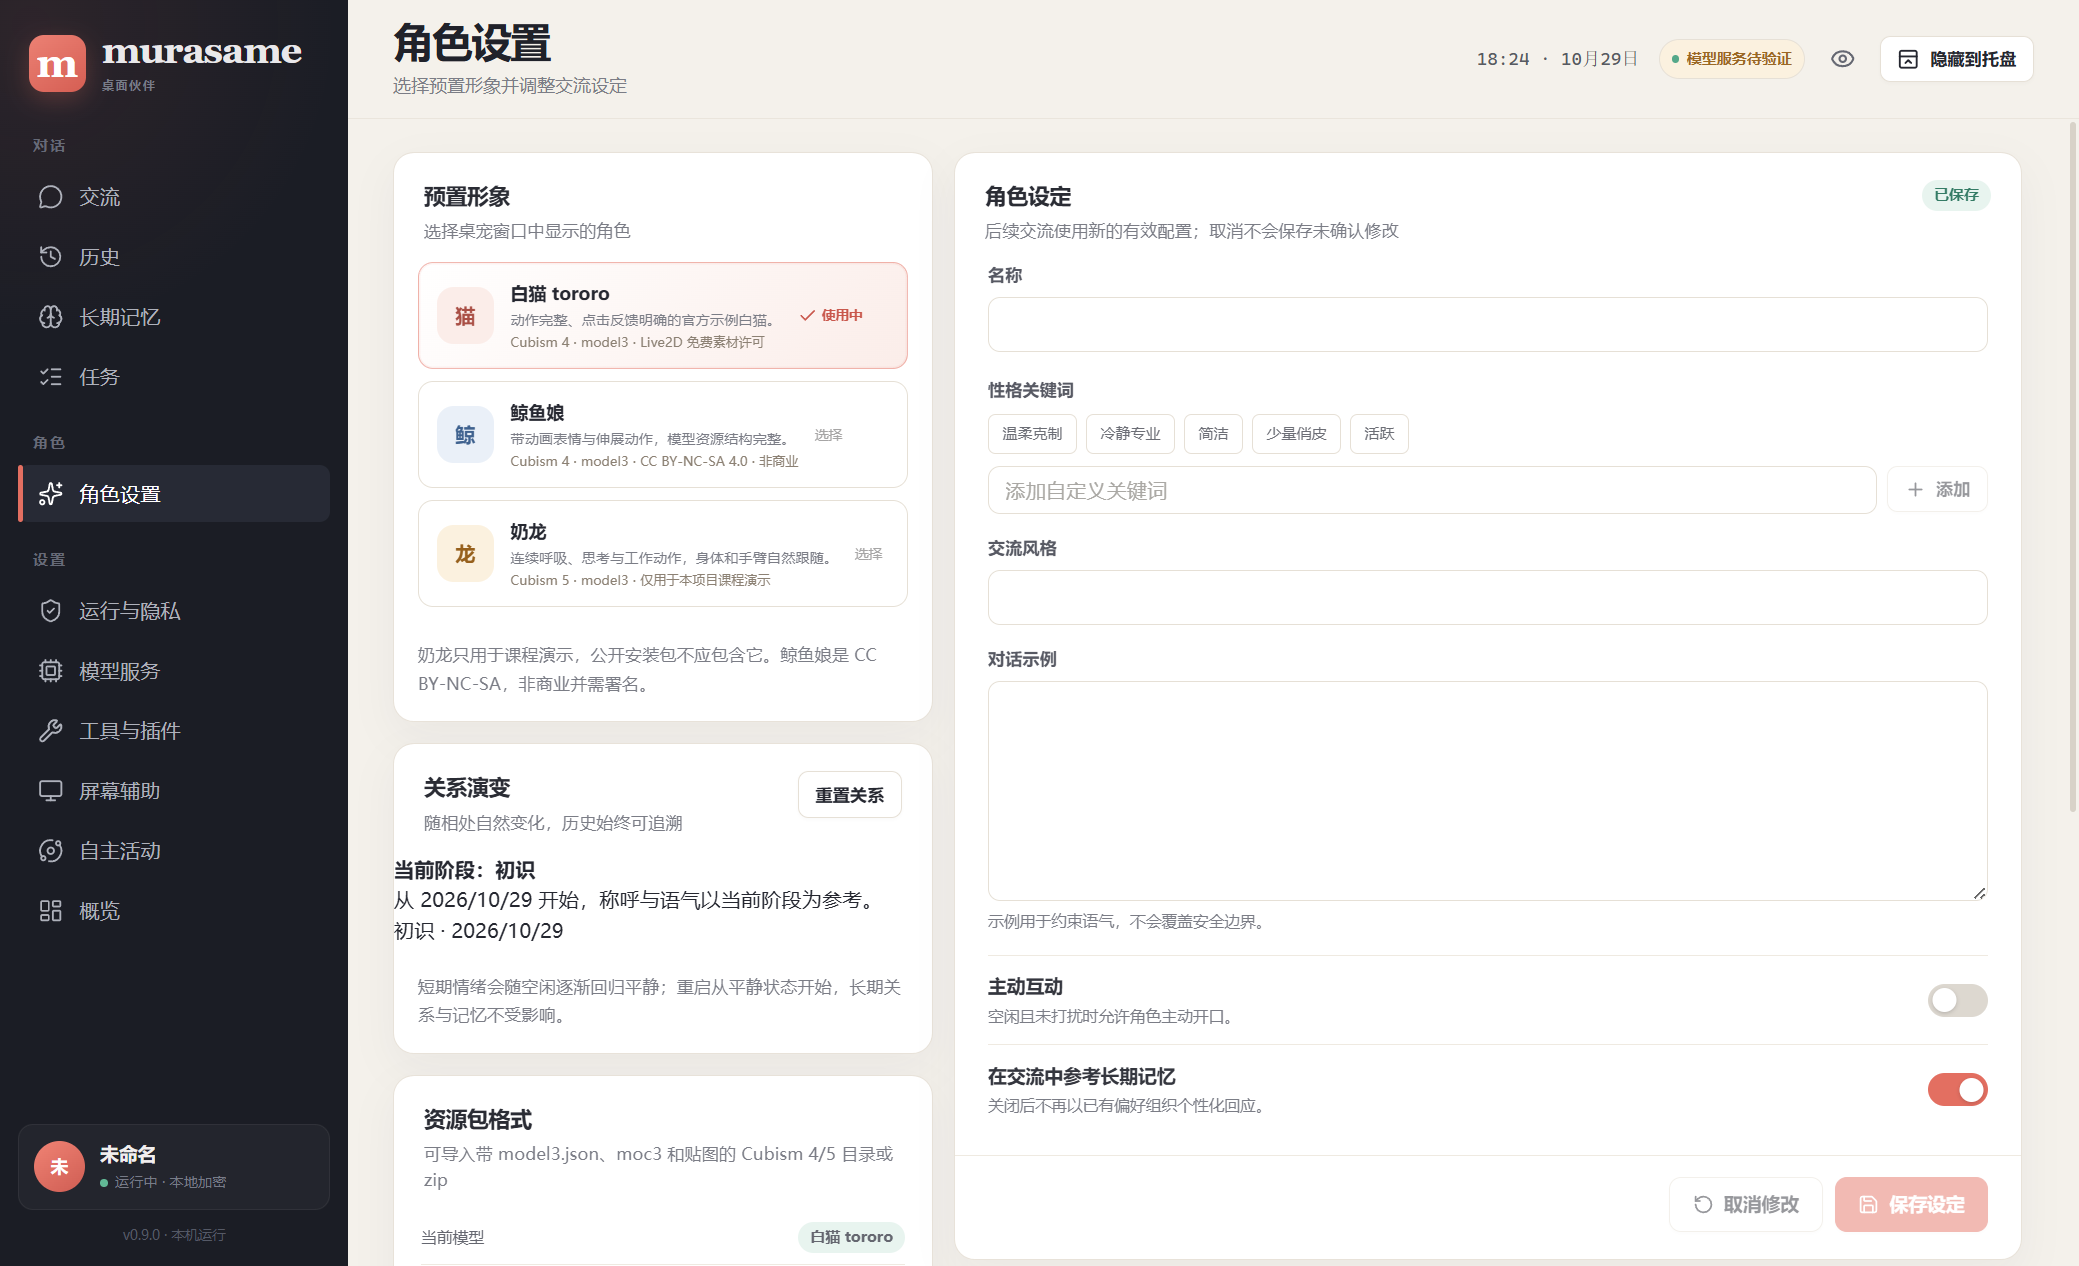 m
murasame
桌面伙伴
对话
交流
历史
长期记忆
任务
角色
角色设置
设置
运行与隐私
模型服务
工具与插件
屏幕辅助
自主活动
概览
未
未命名
运行中 · 本地加密
v0.9.0 · 本机运行
角色设置
选择预置形象并调整交流设定
18:24 · 10月29日
模型服务待验证
隐藏到托盘
预置形象
选择桌宠窗口中显示的角色
猫
白猫 tororo
动作完整、点击反馈明确的官方示例白猫。
Cubism 4 · model3 · Live2D 免费素材许可
使用中
鲸
鲸鱼娘
带动画表情与伸展动作，模型资源结构完整。
Cubism 4 · model3 · CC BY-NC-SA 4.0 · 非商业
选择
龙
奶龙
连续呼吸、思考与工作动作，身体和手臂自然跟随。
Cubism 5 · model3 · 仅用于本项目课程演示
选择
奶龙只用于课程演示，公开安装包不应包含它。鲸鱼娘是 CC
BY-NC-SA，非商业并需署名。
关系演变
随相处自然变化，历史始终可追溯
重置关系
当前阶段：初识
从 2026/10/29 开始，称呼与语气以当前阶段为参考。
初识 · 2026/10/29
短期情绪会随空闲逐渐回归平静；重启从平静状态开始，长期关
系与记忆不受影响。
资源包格式
可导入带 model3.json、moc3 和贴图的 Cubism 4/5 目录或
zip
当前模型
白猫 tororo
角色设定
后续交流使用新的有效配置；取消不会保存未确认修改
已保存
名称
性格关键词
温柔克制
冷静专业
简洁
少量俏皮
活跃
添加自定义关键词
添加
交流风格
对话示例
示例用于约束语气，不会覆盖安全边界。
主动互动
空闲且未打扰时允许角色主动开口。
在交流中参考长期记忆
关闭后不再以已有偏好组织个性化回应。
取消修改
保存设定